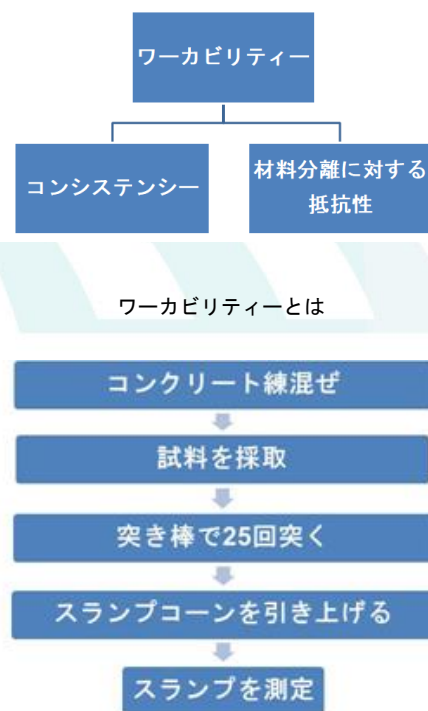 ワーカビリティー
コンシステンシー
材料分離に対する
抵抗性
ワーカビリティーとは
コンクリート練混ぜ
試料を採取
突き棒で25回突く
スランプコーンを引き上げる
スランプを測定